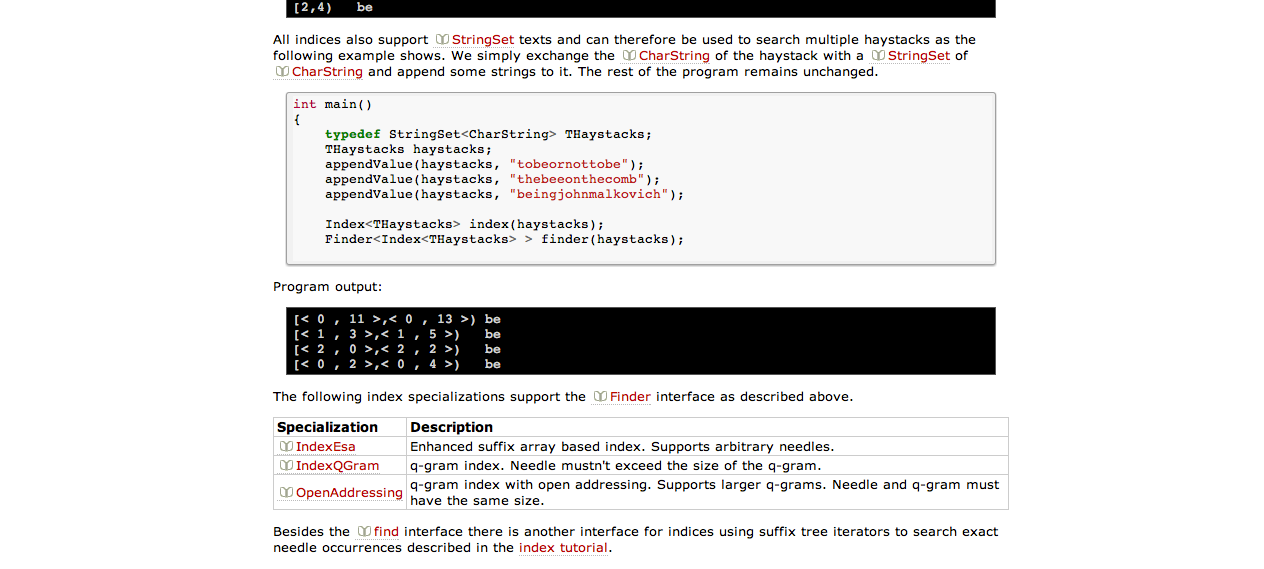 [2,4)   be
All indices also support StringSet texts and can therefore be used to search multiple haystacks as the
following example shows. We simply exchange the CharString of the haystack with a StringSet of
CharString and append some strings to it. The rest of the program remains unchanged.
int main()
{
    typedef StringSet<CharString> THaystacks;
    THaystacks haystacks;
    appendValue(haystacks, "tobeornottobe");
    appendValue(haystacks, "thebeeonthecomb");
    appendValue(haystacks, "beingjohnmalkovich");
    Index<THaystacks> index(haystacks);
    Finder<Index<THaystacks> > finder(haystacks);
Program output:
[< 0 , 11 >,< 0 , 13 >) be
[< 1 , 3 >,< 1 , 5 >)   be
[< 2 , 0 >,< 2 , 2 >)   be
[< 0 , 2 >,< 0 , 4 >)   be
The following index specializations support the Finder interface as described above.
Specialization Description
IndexEsa Enhanced suffix array based index. Supports arbitrary needles.
IndexQGram q-gram index. Needle mustn't exceed the size of the q-gram.
OpenAddressing q-gram index with open addressing. Supports larger q-grams. Needle and q-gram must
have the same size.
Besides the find interface there is another interface for indices using suffix tree iterators to search exact
needle occurrences described in the index tutorial.